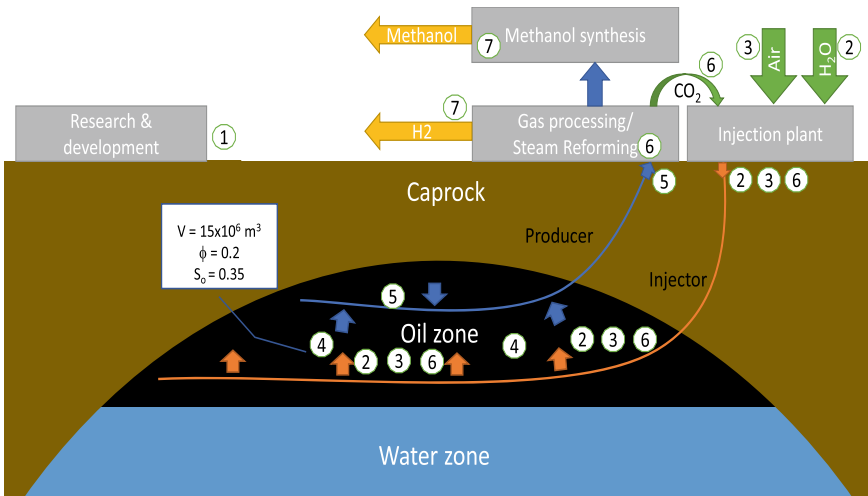 Methanol
Methanol synthesis
7
3
Air
H₂O
2
6
CO₂
7
H2
Gas processing/
Steam Reforming
6
Injection plant
Research &
development
1
5
2 3 6
Caprock
V = 15x10⁶ m³
ϕ = 0.2
Sₒ = 0.35
Producer
Injector
5
Oil zone
4
2 3 6
4
2 3 6
Water zone